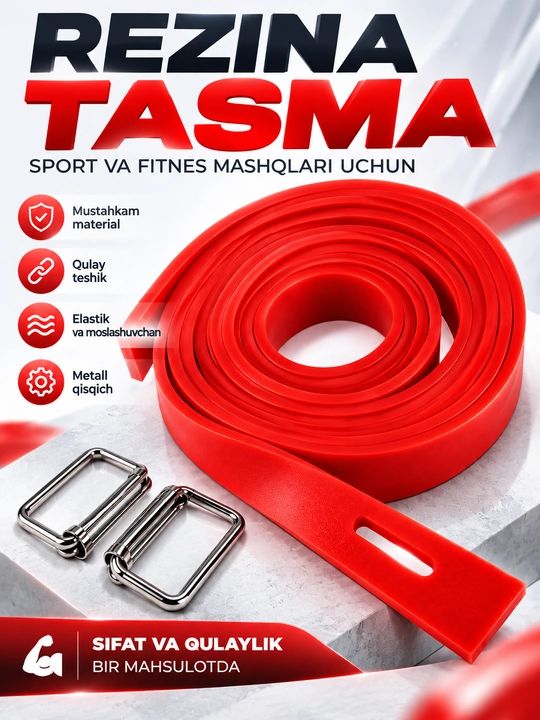 REZINA
TASMA
SPORT VA FITNES MASHQLARI UCHUN
Mustahkam
material
Qulay
teshik
Elastik
va moslashuvchan
Metall
qisqich
SIFAT VA QULAYLIK
BIR MAHSULOTDA